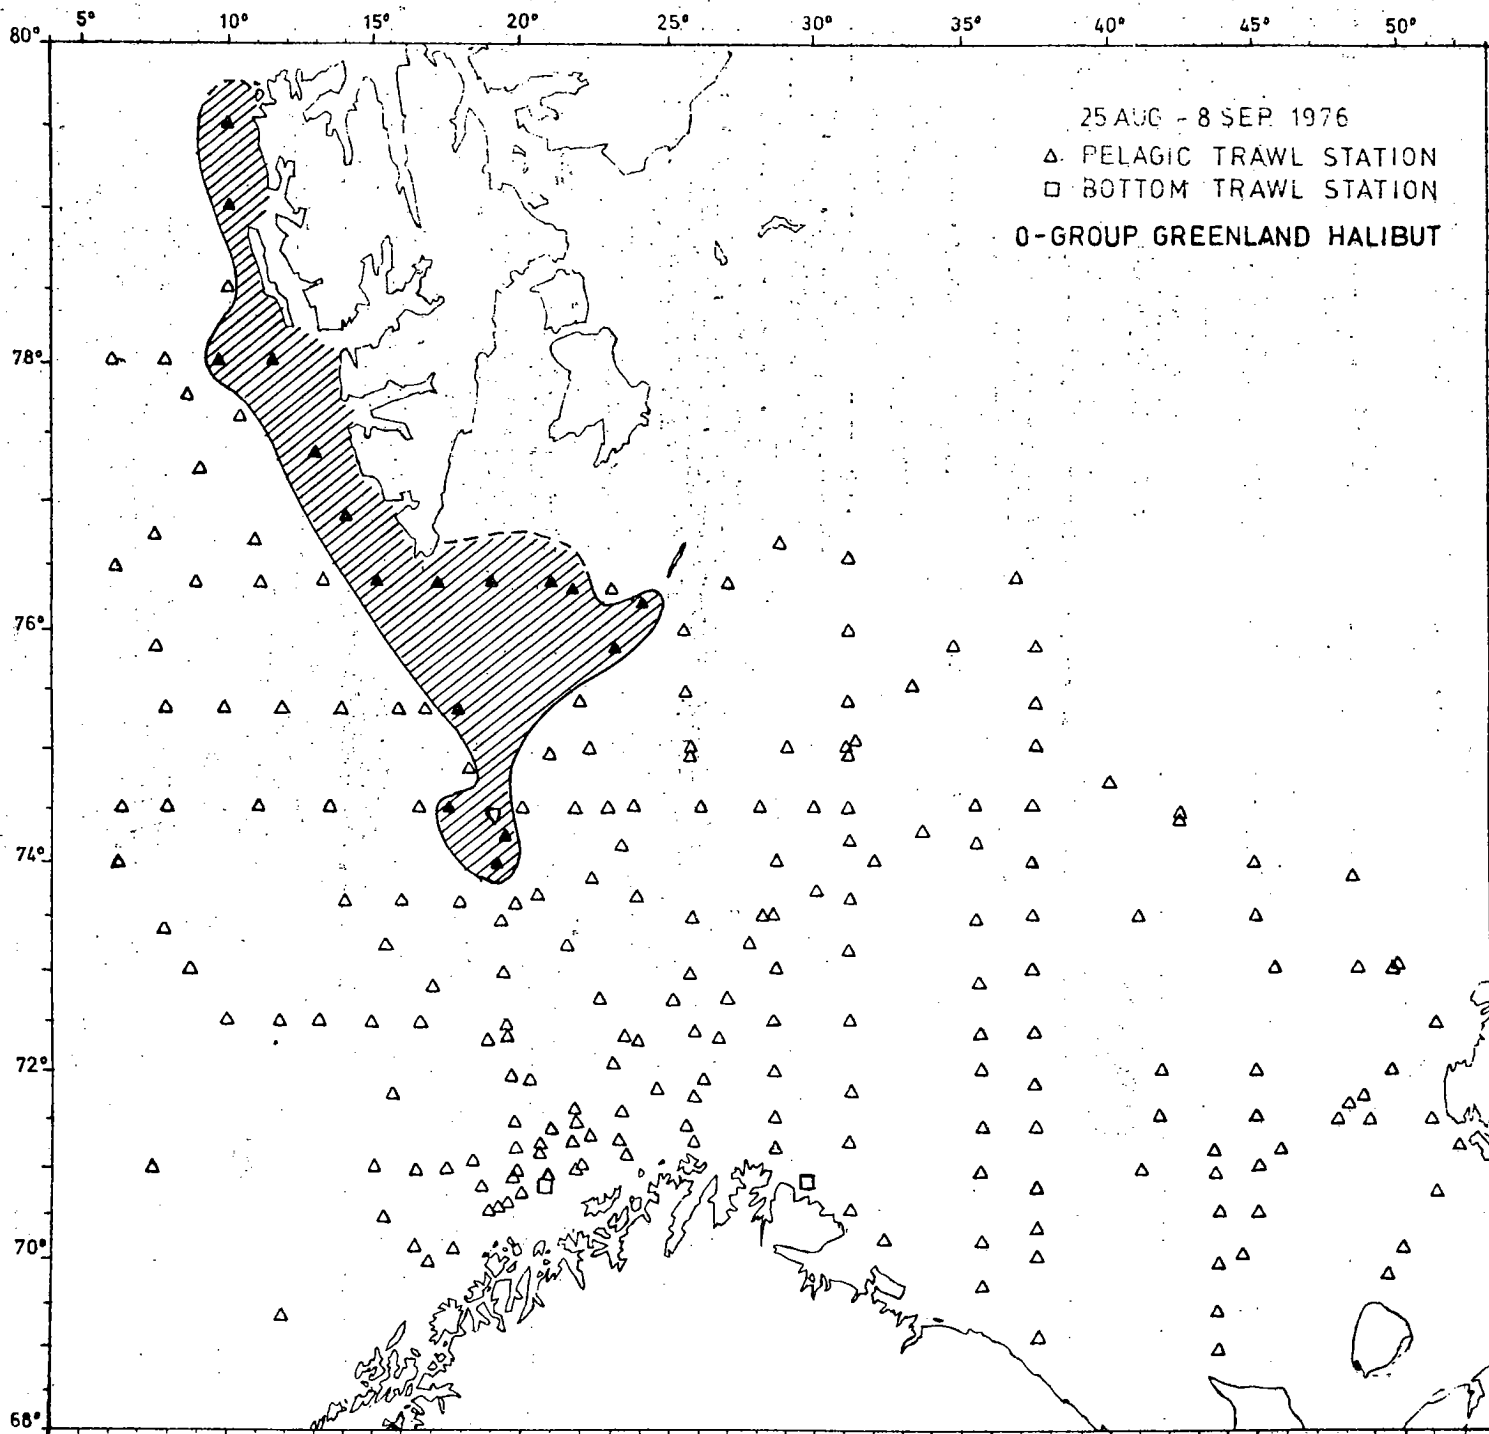 5° 10° 15° 20° 25° 30° 35° 40° 45° 50°
80°
25 AUG - 8 SEP. 1976
PELAGIC TRAWL STATION
BOTTOM TRAWL STATION
0-GROUP GREENLAND HALIBUT
78°
76°
74°
72°
70°
68°